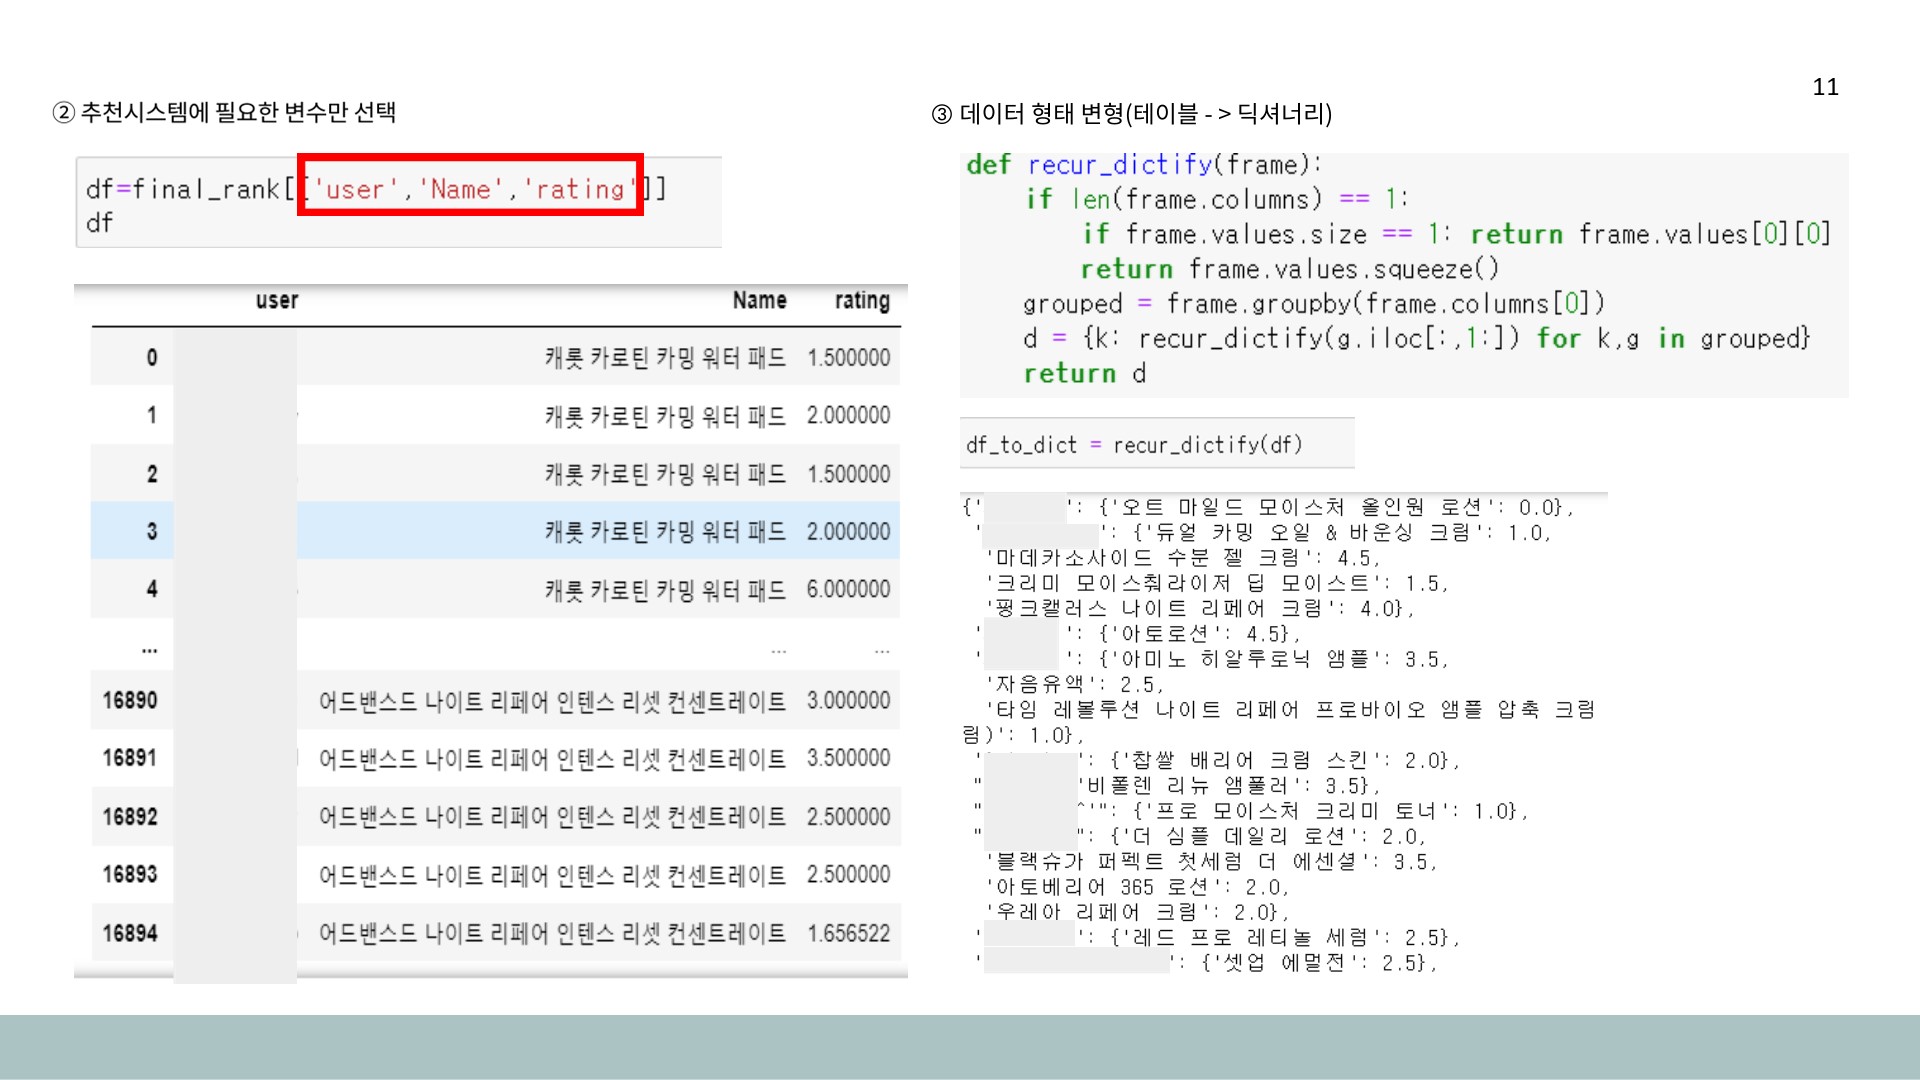 11
② 추천시스템에 필요한 변수만 선택
df=final_rank[['user','Name','rating']]
df
user Name rating
0 캐롯 카로틴 카밍 워터 패드 1.500000
1 캐롯 카로틴 카밍 워터 패드 2.000000
2 캐롯 카로틴 카밍 워터 패드 1.500000
3 캐롯 카로틴 카밍 워터 패드 2.000000
4 캐롯 카로틴 카밍 워터 패드 6.000000
... ... ...
16890 어드밴스드 나이트 리페어 인텐스 리셋 컨센트레이트 3.000000
16891 어드밴스드 나이트 리페어 인텐스 리셋 컨센트레이트 3.500000
16892 어드밴스드 나이트 리페어 인텐스 리셋 컨센트레이트 2.500000
16893 어드밴스드 나이트 리페어 인텐스 리셋 컨센트레이트 2.500000
16894 어드밴스드 나이트 리페어 인텐스 리셋 컨센트레이트 1.656522
③ 데이터 형태 변형(테이블 - > 딕셔너리)
def recur_dictify(frame):
if len(frame.columns) == 1:
if frame.values.size == 1: return frame.values[0][0]
return frame.values.squeeze()
grouped = frame.groupby(frame.columns[0])
d = {k: recur_dictify(g.iloc[:,1:]) for k,g in grouped}
return d
df_to_dict = recur_dictify(df)
{' ': {'오트 마일드 모이스처 올인원 로션': 0.0},
' ': {'듀얼 카밍 오일 & 바운싱 크림': 1.0,
'마데카소사이드 수분 젤 크림': 4.5,
'크리미 모이스춰라이저 딥 모이스트': 1.5,
'핑크캘러스 나이트 리페어 크림': 4.0},
' ': {'아토로션': 4.5},
': {'아미노 히알루로닉 앰플': 3.5,
'자음유액': 2.5,
'타임 레볼루션 나이트 리페어 프로바이오 앰플 압축 크림
림)': 1.0},
' ': {'찹쌀 배리어 크림 스킨': 2.0},
" '비폴렌 리뉴 앰풀러': 3.5},
" ^'": {'프로 모이스처 크리미 토너': 1.0},
" ": {'더 심플 데일리 로션': 2.0,
'블랙슈가 퍼펙트 첫세럼 더 에센셜': 3.5,
'아토베리어 365 로션': 2.0,
'우레아 리페어 크림': 2.0},
' ': {'레드 프로 레티놀 세럼': 2.5},
' ': {'셋업 에멀전': 2.5},